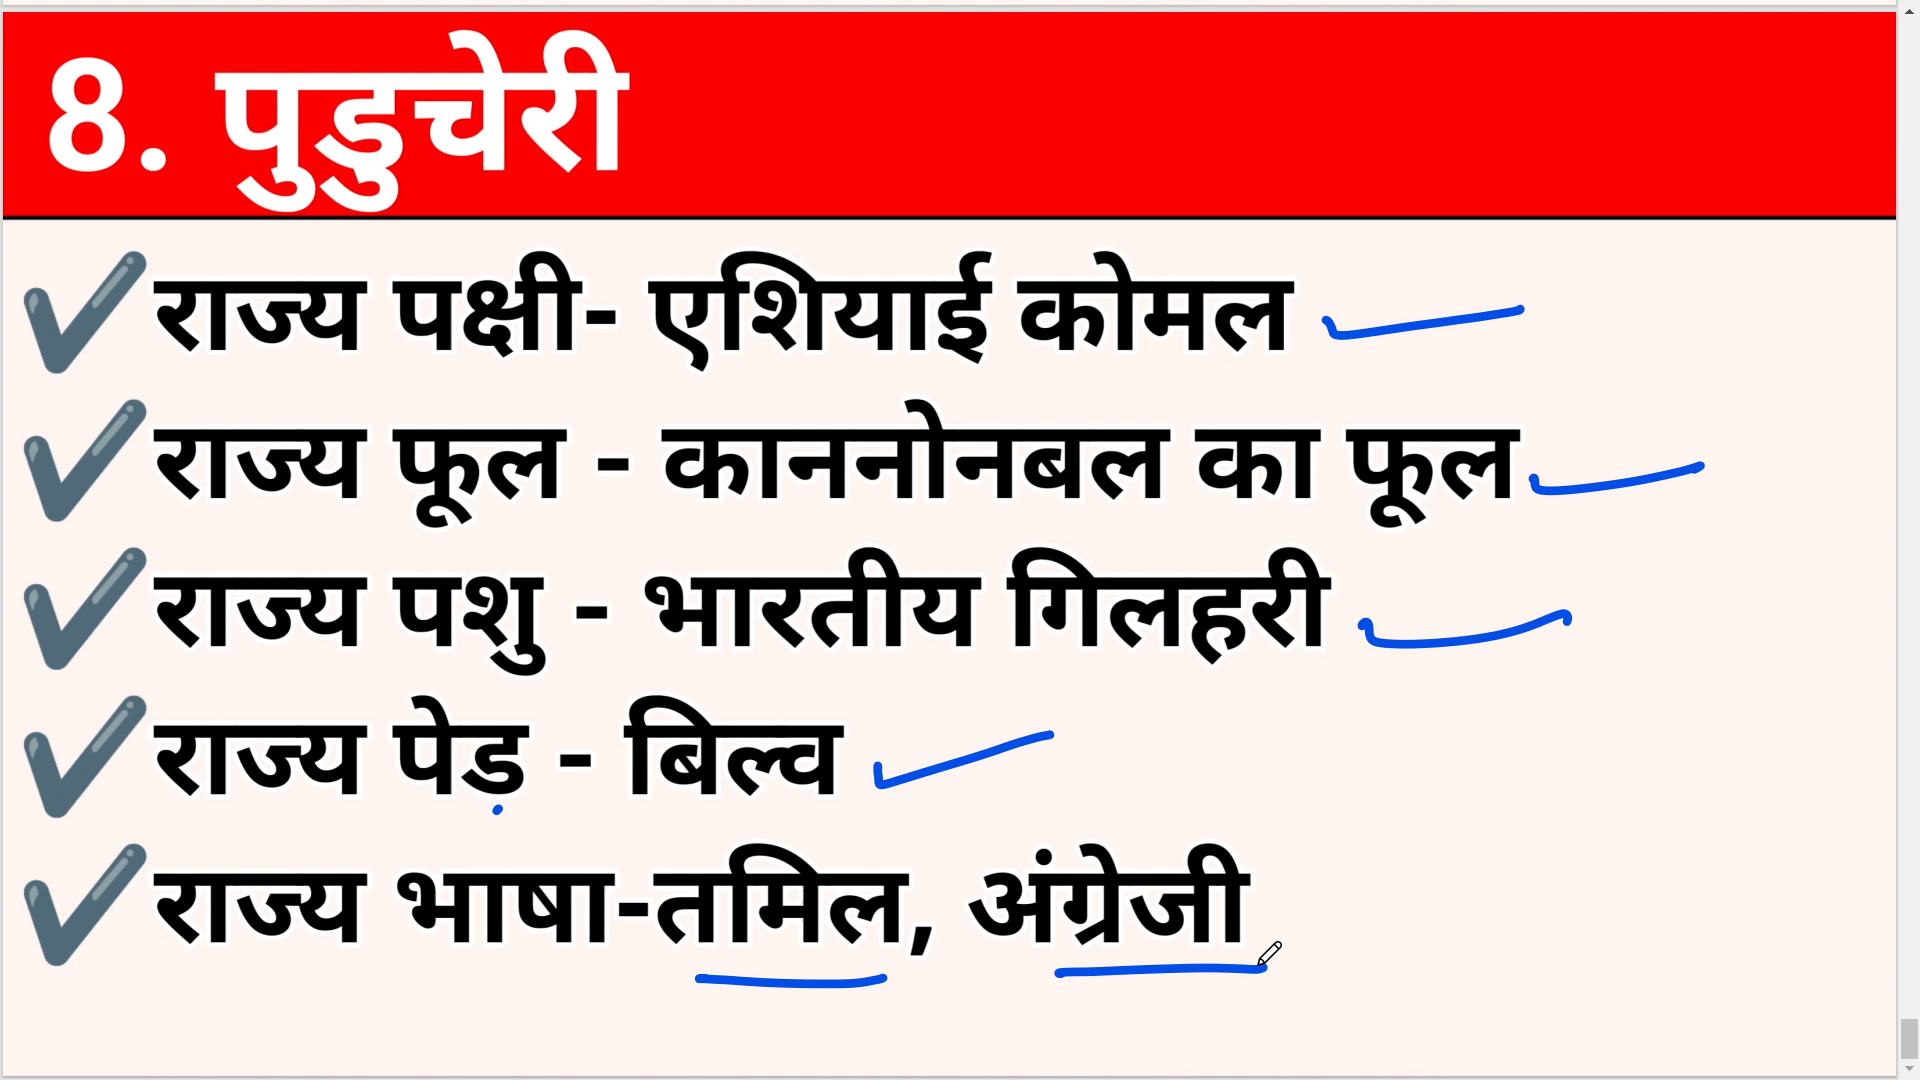 8. पुडुचेरी
राज्य पक्षी- एशियाई कोमल
राज्य फूल - काननोनबल का फूल
राज्य पशु - भारतीय गिलहरी
राज्य पेड - बिल्व
राज्य भाषा-तमिल, अंग्रेजी